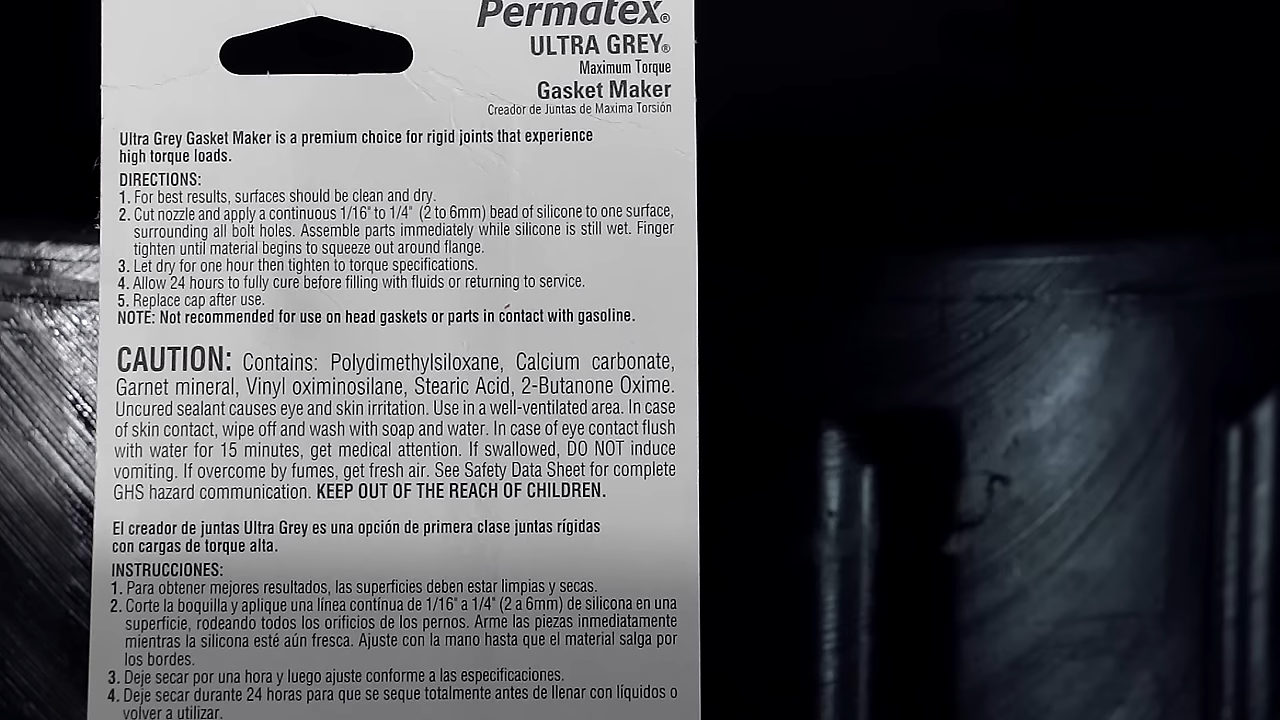 Permatex®
ULTRA GREY®
Maximum Torque
Gasket Maker
Creador de Juntas de Maxima Torsión
Ultra Grey Gasket Maker is a premium choice for rigid joints that experience
high torque loads.
DIRECTIONS:
1. For best results, surfaces should be clean and dry.
2. Cut nozzle and apply a continuous 1/16" to 1/4" (2 to 6mm) bead of silicone to one surface,
surrounding all bolt holes. Assemble parts immediately while silicone is still wet. Finger
tighten until material begins to squeeze out around flange.
3. Let dry for one hour then tighten to torque specifications.
4. Allow 24 hours to fully cure before filling with fluids or returning to service.
5. Replace cap after use.
NOTE: Not recommended for use on head gaskets or parts in contact with gasoline.
CAUTION: Contains: Polydimethylsiloxane, Calcium carbonate,
Garnet mineral, Vinyl oximinosilane, Stearic Acid, 2-Butanone Oxime.
Uncured sealant causes eye and skin irritation. Use in a well-ventilated area. In case
of skin contact, wipe off and wash with soap and water. In case of eye contact flush
with water for 15 minutes, get medical attention. If swallowed, DO NOT induce
vomiting. If overcome by fumes, get fresh air. See Safety Data Sheet for complete
GHS hazard communication. KEEP OUT OF THE REACH OF CHILDREN.
El creador de juntas Ultra Grey es una opción de primera clase juntas rígidas
con cargas de torque alta.
INSTRUCCIONES:
1. Para obtener mejores resultados, las superficies deben estar limpias y secas.
2. Corte la boquilla y aplique una línea contínua de 1/16" a 1/4" (2 a 6mm) de silicona en una
superfície, rodeando todos los orificios de los pernos. Arme las piezas inmediatamente
mientras la silicona esté aún fresca. Ajuste con la mano hasta que el material salga por
los bordes.
3. Deje secar por una hora y luego ajuste conforme a las especificaciones.
4. Deje secar durante 24 horas para que se seque totalmente antes de llenar con líquidos o
volver a utilizar.